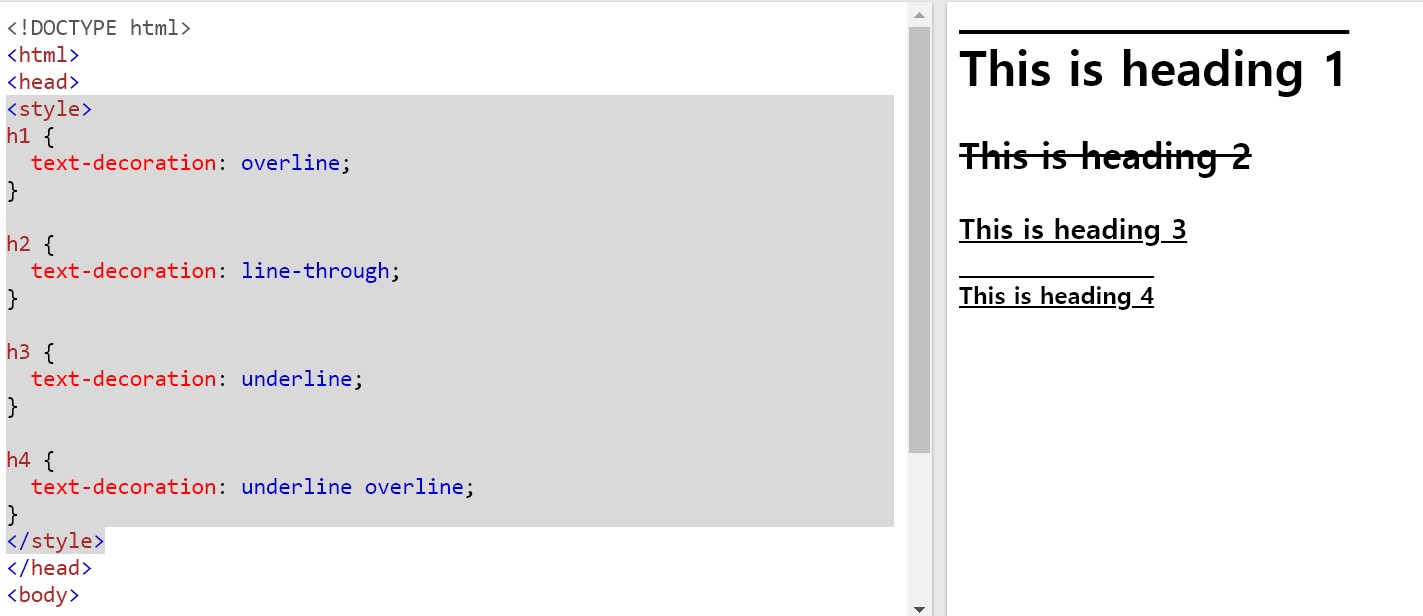 <!DOCTYPE html>
<html>
<head>
<style>
h1 {
  text-decoration: overline;
}

h2 {
  text-decoration: line-through;
}

h3 {
  text-decoration: underline;
}

h4 {
  text-decoration: underline overline;
}
</style>
</head>
<body>
This is heading 1
This is heading 2
This is heading 3
This is heading 4